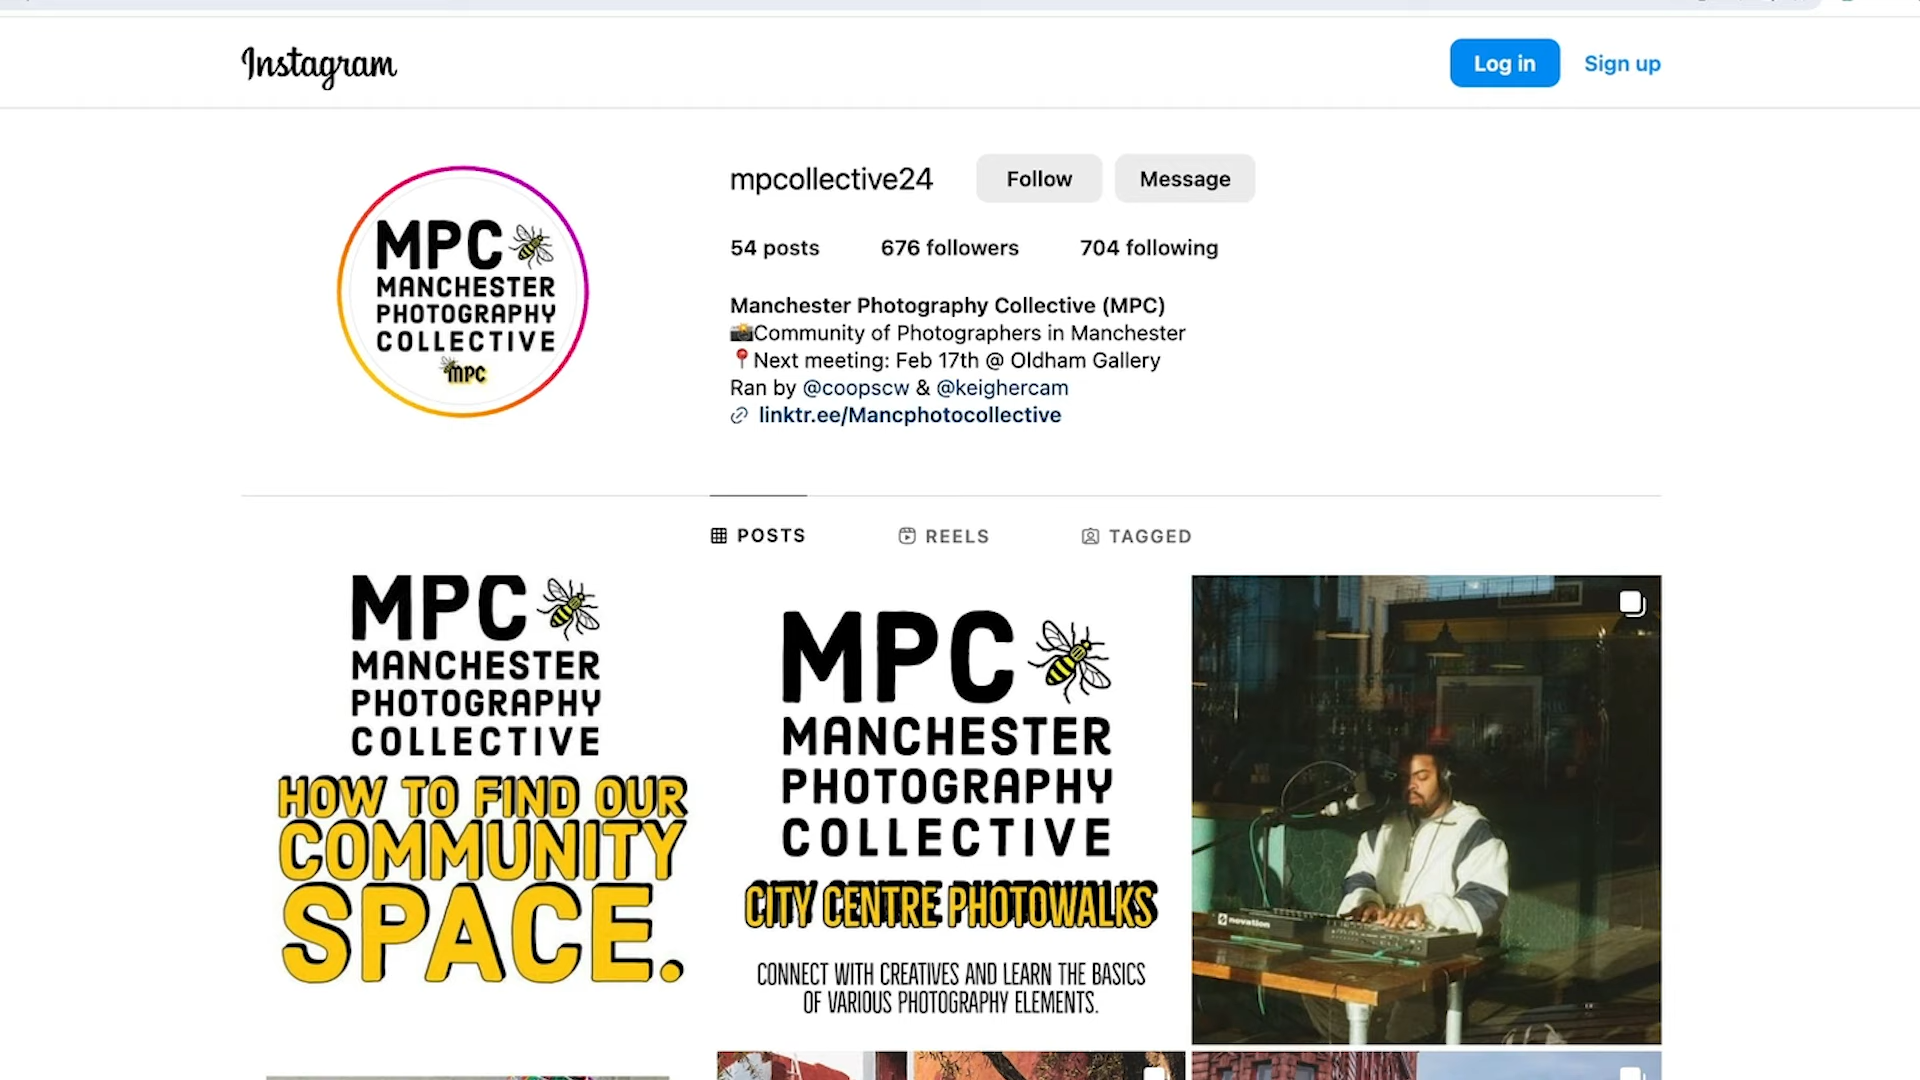 Instagram
Log in
Sign up
MPC
MANCHESTER
PHOTOGRAPHY
COLLECTIVE
MPC
mpcollective24
Follow
Message
54 posts
676 followers
704 following
Manchester Photography Collective (MPC)
📸Community of Photographers in Manchester
📍Next meeting: Feb 17th @ Oldham Gallery
Ran by @coopscw & @keighercam
linktr.ee/Mancphotocollective
POSTS
REELS
TAGGED
MPC
MANCHESTER
PHOTOGRAPHY
COLLECTIVE
HOW TO FIND OUR
COMMUNITY
SPACE.
MPC
MANCHESTER
PHOTOGRAPHY
COLLECTIVE
CITY CENTRE PHOTOWALKS
CONNECT WITH CREATIVES AND LEARN THE BASICS
OF VARIOUS PHOTOGRAPHY ELEMENTS.
novation